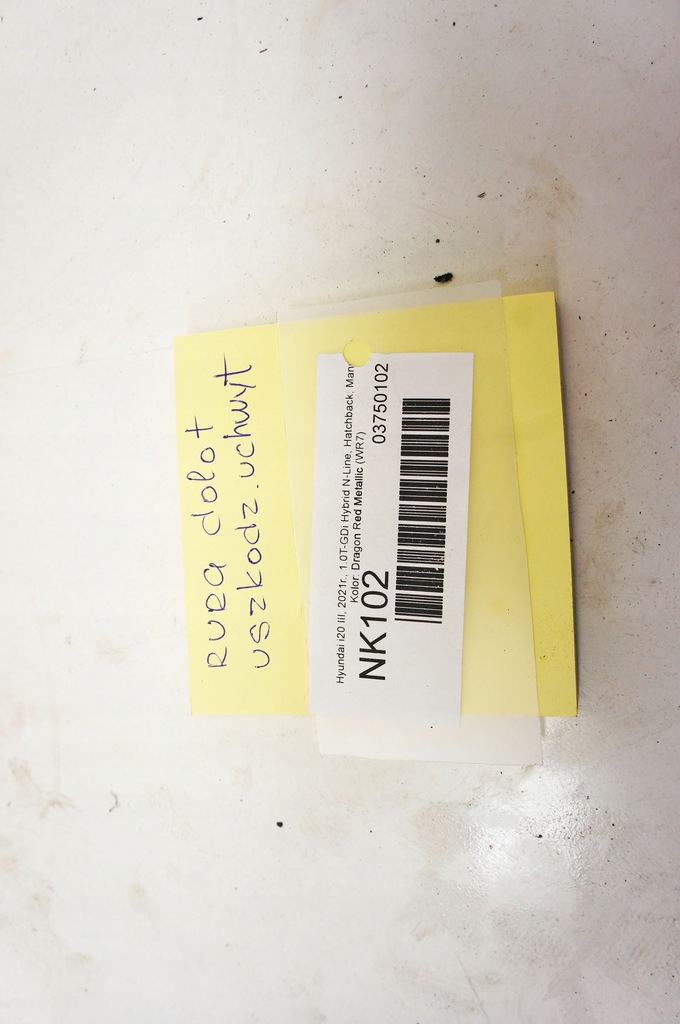 RURA dolot
uszkodz. uchwyt
Hyundai i20 III, 2021r., 1.0T-GDi Hybrid N-Line, Hatchback, Man
Kolor: Dragon Red Metallic (WR7)
NK102 03750102